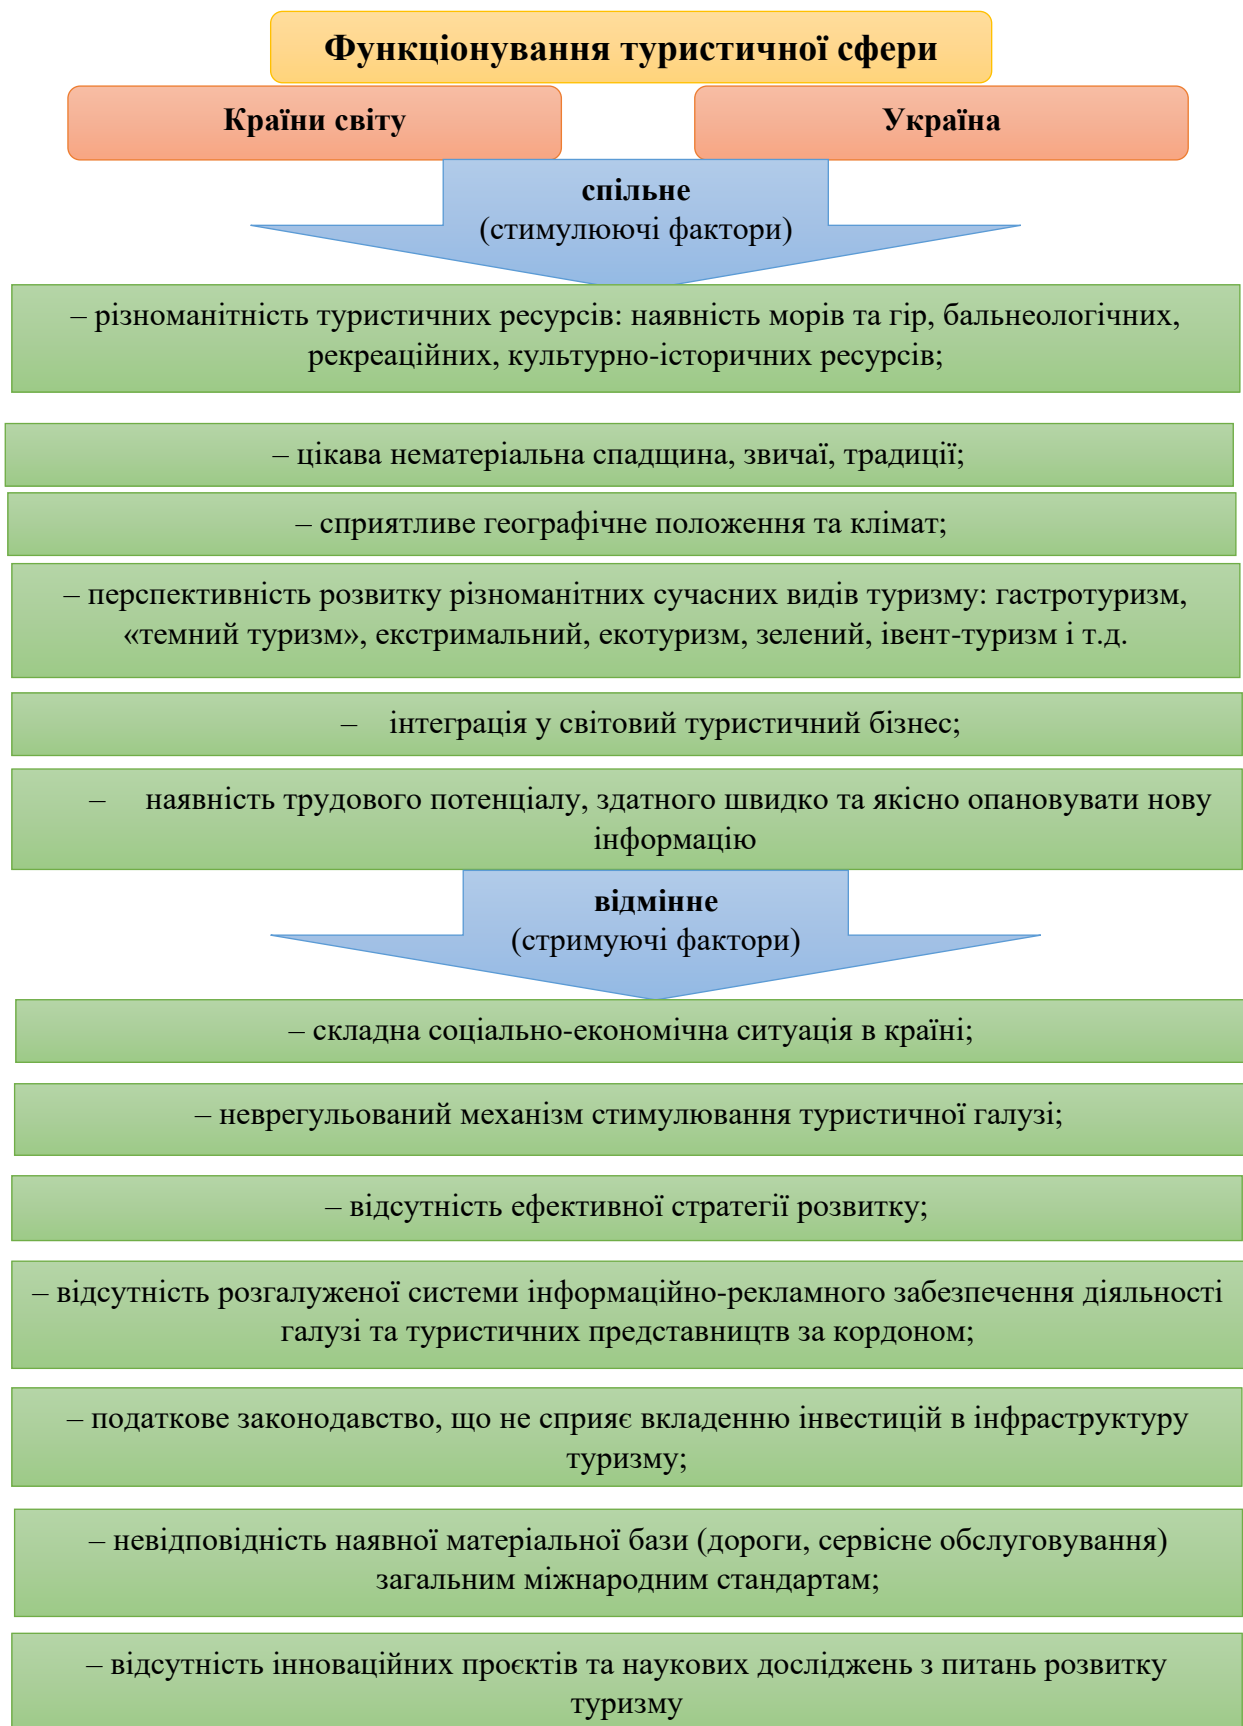 Функціонування туристичної сфери
Країни світу
Україна
спільне
(стимулюючі фактори)
– різноманітність туристичних ресурсів: наявність морів та гір, бальнеологічних,
рекреаційних, культурно-історичних ресурсів;
– цікава нематеріальна спадщина, звичаї, традиції;
– сприятливе географічне положення та клімат;
– перспективність розвитку різноманітних сучасних видів туризму: гастротуризм,
«темний туризм», екстримальний, екотуризм, зелений, івент-туризм і т.д.
– інтеграція у світовий туристичний бізнес;
– наявність трудового потенціалу, здатного швидко та якісно опановувати нову
інформацію
відмінне
(стримуючі фактори)
– складна соціально-економічна ситуація в країні;
– неврегульований механізм стимулювання туристичної галузі;
– відсутність ефективної стратегії розвитку;
– відсутність розгалуженої системи інформаційно-рекламного забезпечення діяльності
галузі та туристичних представництв за кордоном;
– податкове законодавство, що не сприяє вкладенню інвестицій в інфраструктуру
туризму;
– невідповідність наявної матеріальної бази (дороги, сервісне обслуговування)
загальним міжнародним стандартам;
– відсутність інноваційних проєктів та наукових досліджень з питань розвитку
туризму